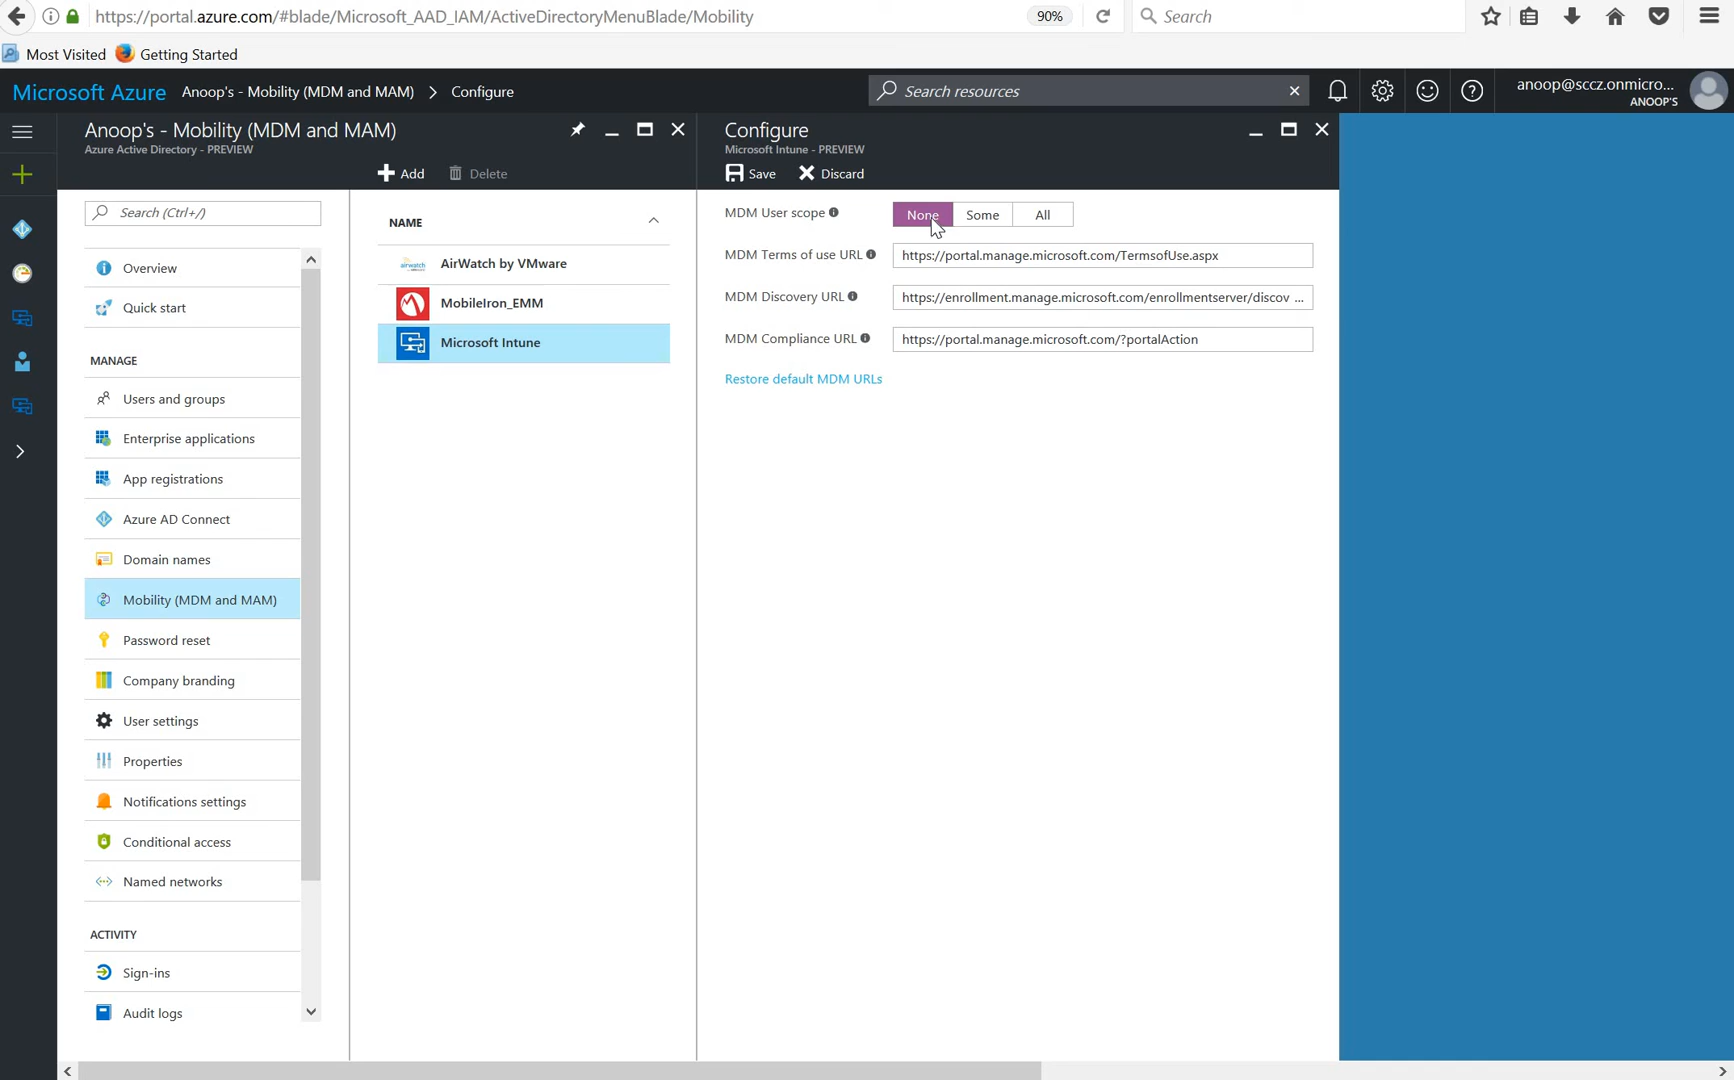 https://portal.azure.com/#blade/Microsoft_AAD_IAM/ActiveDirectoryMenuBlade/Mobility
90%
Search
Most Visited
Getting Started
Microsoft Azure
Anoop's - Mobility (MDM and MAM) > Configure
Search resources
anoop@sccz.onmicro...
ANOOP'S
Anoop's - Mobility (MDM and MAM)
Azure Active Directory - PREVIEW
Add
Delete
Search (Ctrl+/)
Overview
Quick start
MANAGE
Users and groups
Enterprise applications
App registrations
Azure AD Connect
Domain names
Mobility (MDM and MAM)
Password reset
Company branding
User settings
Properties
Notifications settings
Conditional access
Named networks
ACTIVITY
Sign-ins
Audit logs
NAME
airwatch
AirWatch by VMware
MobileIron_EMM
Microsoft Intune
Configure
Microsoft Intune - PREVIEW
Save
Discard
MDM User scope
None
Some
All
MDM Terms of use URL
https://portal.manage.microsoft.com/TermsofUse.aspx
MDM Discovery URL
https://enrollment.manage.microsoft.com/enrollmentserver/discov ...
MDM Compliance URL
https://portal.manage.microsoft.com/?portalAction
Restore default MDM URLs